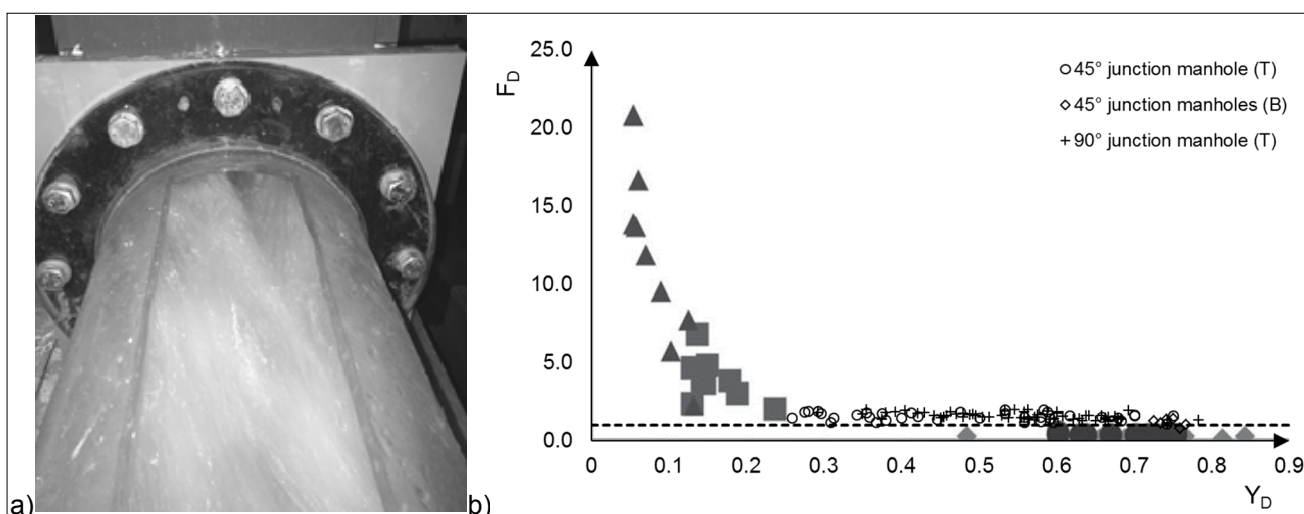 25.0
F_D
20.0
15.0
10.0
5.0
0.0
45° junction manhole (T)
45° junction manholes (B)
90° junction manhole (T)
0 0.1 0.2 0.3 0.4 0.5 0.6 0.7 0.8 0.9
Y_D
a)
b)